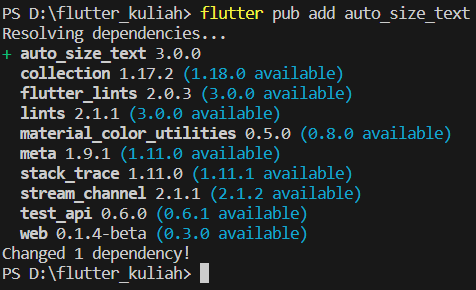 PS D:\flutter_kuliah> flutter pub add auto_size_text
Resolving dependencies...
+ auto_size_text 3.0.0
collection 1.17.2 (1.18.0 available)
flutter_lints 2.0.3 (3.0.0 available)
lints 2.1.1 (3.0.0 available)
material_color_utilities 0.5.0 (0.8.0 available)
meta 1.9.1 (1.11.0 available)
stack_trace 1.11.0 (1.11.1 available)
stream_channel 2.1.1 (2.1.2 available)
test_api 0.6.0 (0.6.1 available)
web 0.1.4-beta (0.3.0 available)
Changed 1 dependency!
PS D:\flutter_kuliah>